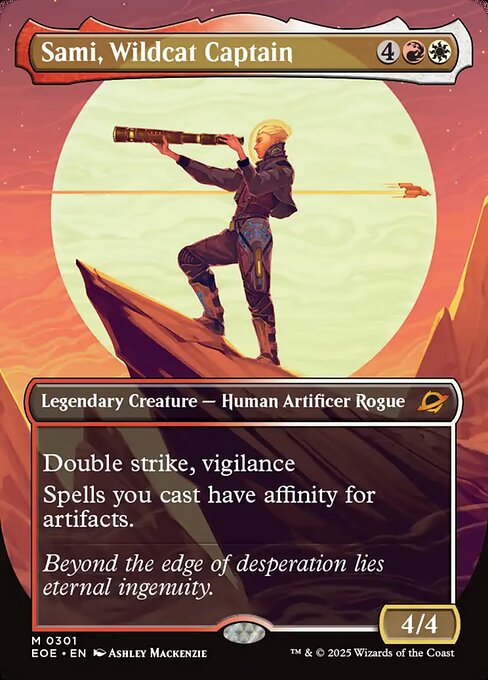 Sami, Wildcat Captain 4
Legendary Creature — Human Artificer Rogue
Double strike, vigilance
Spells you cast have affinity for
artifacts.
Beyond the edge of desperation lies
eternal ingenuity.
4/4
M 0301
EOE • EN Ashley Mackenzie
™ & © 2025 Wizards of the Coast